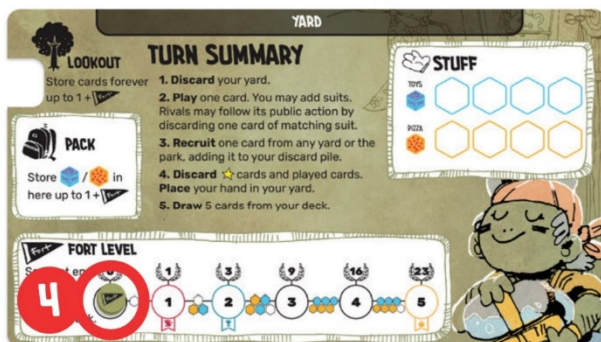 YARD
LOOKOUT
Store cards forever
up to 1 + Fort
PACK
Store / in
here up to 1 + Fort
TURN SUMMARY
1. Discard your yard.
2. Play one card. You may add suits.
Rivals may follow its public action by
discarding one card of matching suit.
3. Recruit one card from any yard or the
park, adding it to your discard pile.
4. Discard cards and played cards.
Place your hand in your yard.
5. Draw 5 cards from your deck.
STUFF
TOYS
PIZZA
Fort FORT LEVEL
1 3 9 16 23
4 1 2 3 4 5